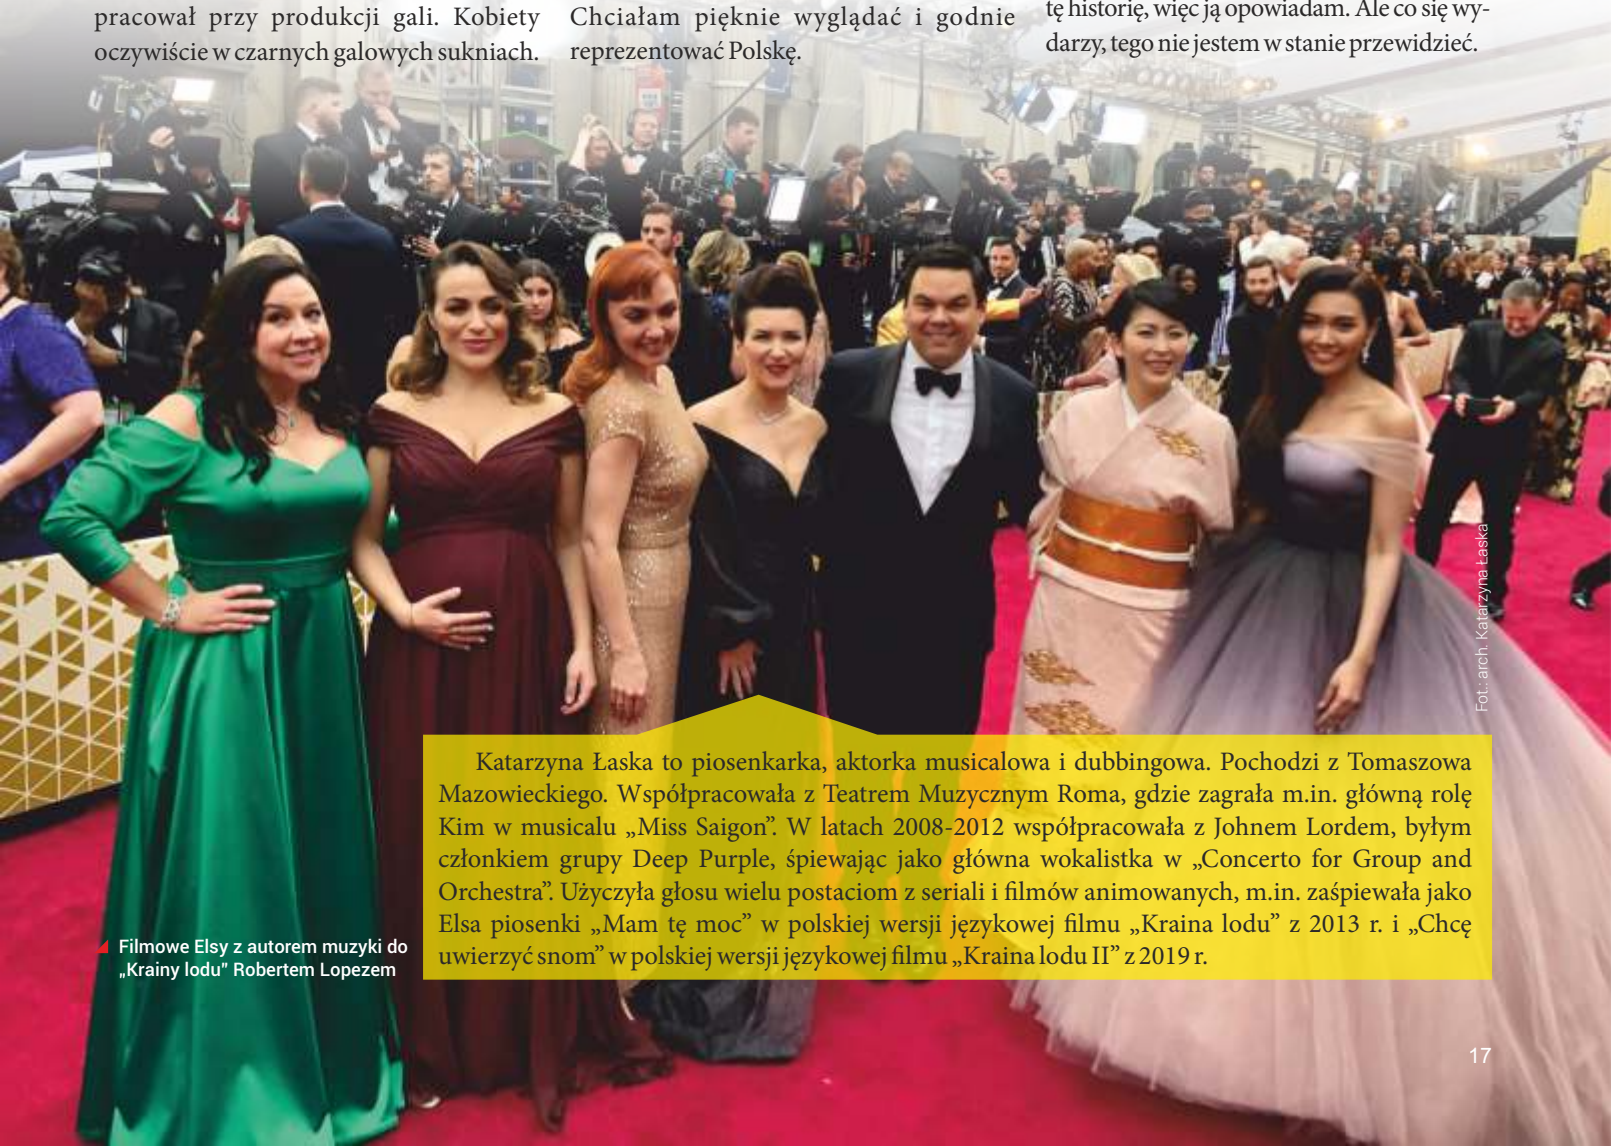 pracował przy produkcji gali. Kobiety
oczywiście w czarnych galowych sukniach.
Chciałam pięknie wyglądać i godnie
reprezentować Polskę.
tę historię, więc ją opowiadam. Ale co się wy-
darzy, tego nie jestem w stanie przewidzieć.
Fot.: arch. Katarzyna Łaska
Katarzyna Łaska to piosenkarka, aktorka musicalowa i dubbingowa. Pochodzi z Tomaszowa
Mazowieckiego. Współpracowała z Teatrem Muzycznym Roma, gdzie zagrała m.in. główną rolę
Kim w musicalu „Miss Saigon”. W latach 2008-2012 współpracowała z Johnem Lordem, byłym
członkiem grupy Deep Purple, śpiewając jako główna wokalistka w „Concerto for Group and
Orchestra”. Użyczyła głosu wielu postaciom z seriali i filmów animowanych, m.in. zaśpiewała jako
Elsa piosenki „Mam tę moc” w polskiej wersji językowej filmu „Kraina lodu” z 2013 r. i „Chcę
uwierzyć snom” w polskiej wersji językowej filmu „Kraina lodu II” z 2019 r.
Filmowe Elsy z autorem muzyki do
„Krainy lodu" Robertem Lopezem
17